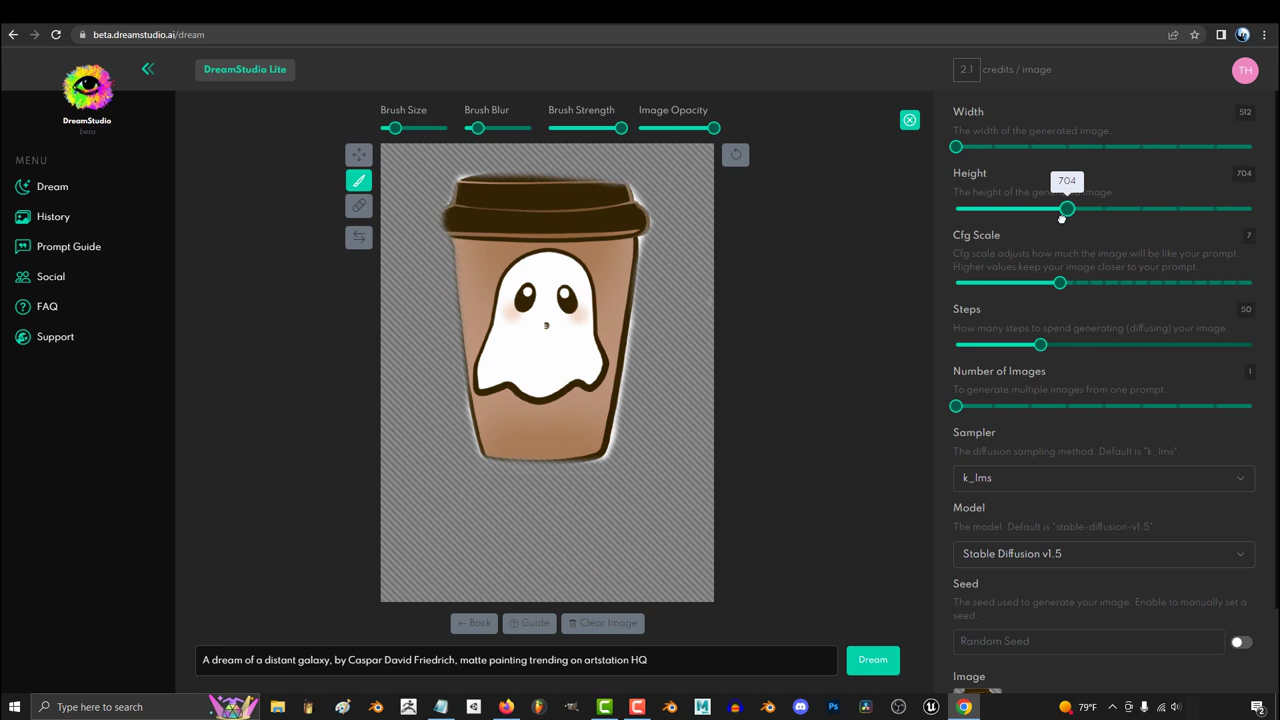 beta.dreamstudio.ai/dream
DreamStudio
beta
MENU
Dream
History
Prompt Guide
Social
FAQ
Support
DreamStudio Lite
2.1 credits / image
TH
Brush Size
Brush Blur
Brush Strength
Image Opacity
Back
Guide
Clear Image
A dream of a distant galaxy, by Caspar David Friedrich, matte painting trending on artstation HQ
Dream
Width 512
The width of the generated image.
Height 704
704
The height of the gen image.
Cfg Scale 7
Cfg scale adjusts how much the image will be like your prompt.
Higher values keep your image closer to your prompt.
Steps 50
How many steps to spend generating (diffusing) your image.
Number of Images 1
To generate multiple images from one prompt.
Sampler
The diffusion sampling method. Default is "k_lms".
k_lms
Model
The model. Default is "stable-diffusion-v1.5".
Stable Diffusion v1.5
Seed
The seed used to generate your image. Enable to manually set a
seed.
Random Seed
Image
Type here to search
79°F